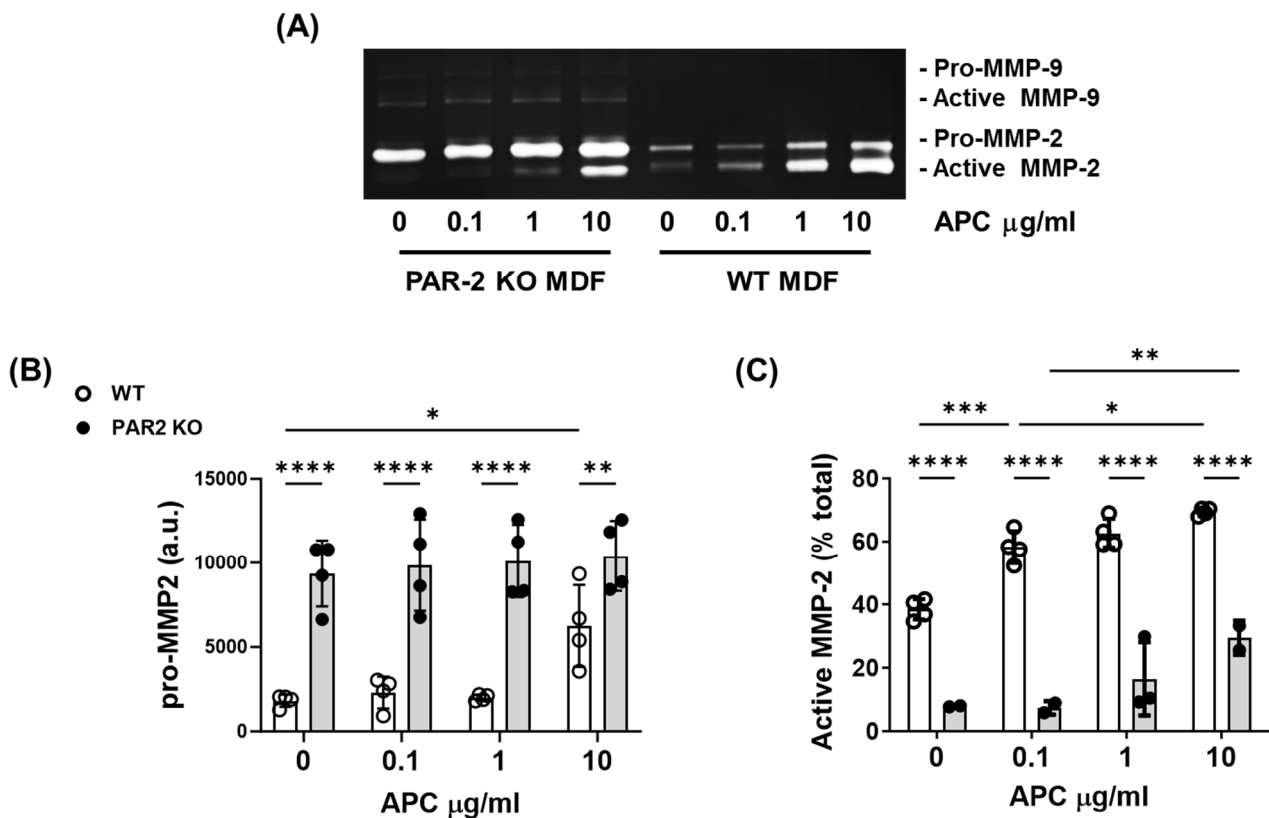 (A)
- Pro-MMP-9
- Active MMP-9
- Pro-MMP-2
- Active MMP-2
0 0.1 1 10 0 0.1 1 10 APC μg/ml
PAR-2 KO MDF WT MDF
(B)
WT
PAR2 KO
*
**** **** **** **
15000
10000
5000
0
pro-MMP2 (a.u.)
0 0.1 1 10
APC μg/ml
(C)
**
*** *
**** **** **** ****
80
60
40
20
0
Active MMP-2 (% total)
0 0.1 1 10
APC μg/ml